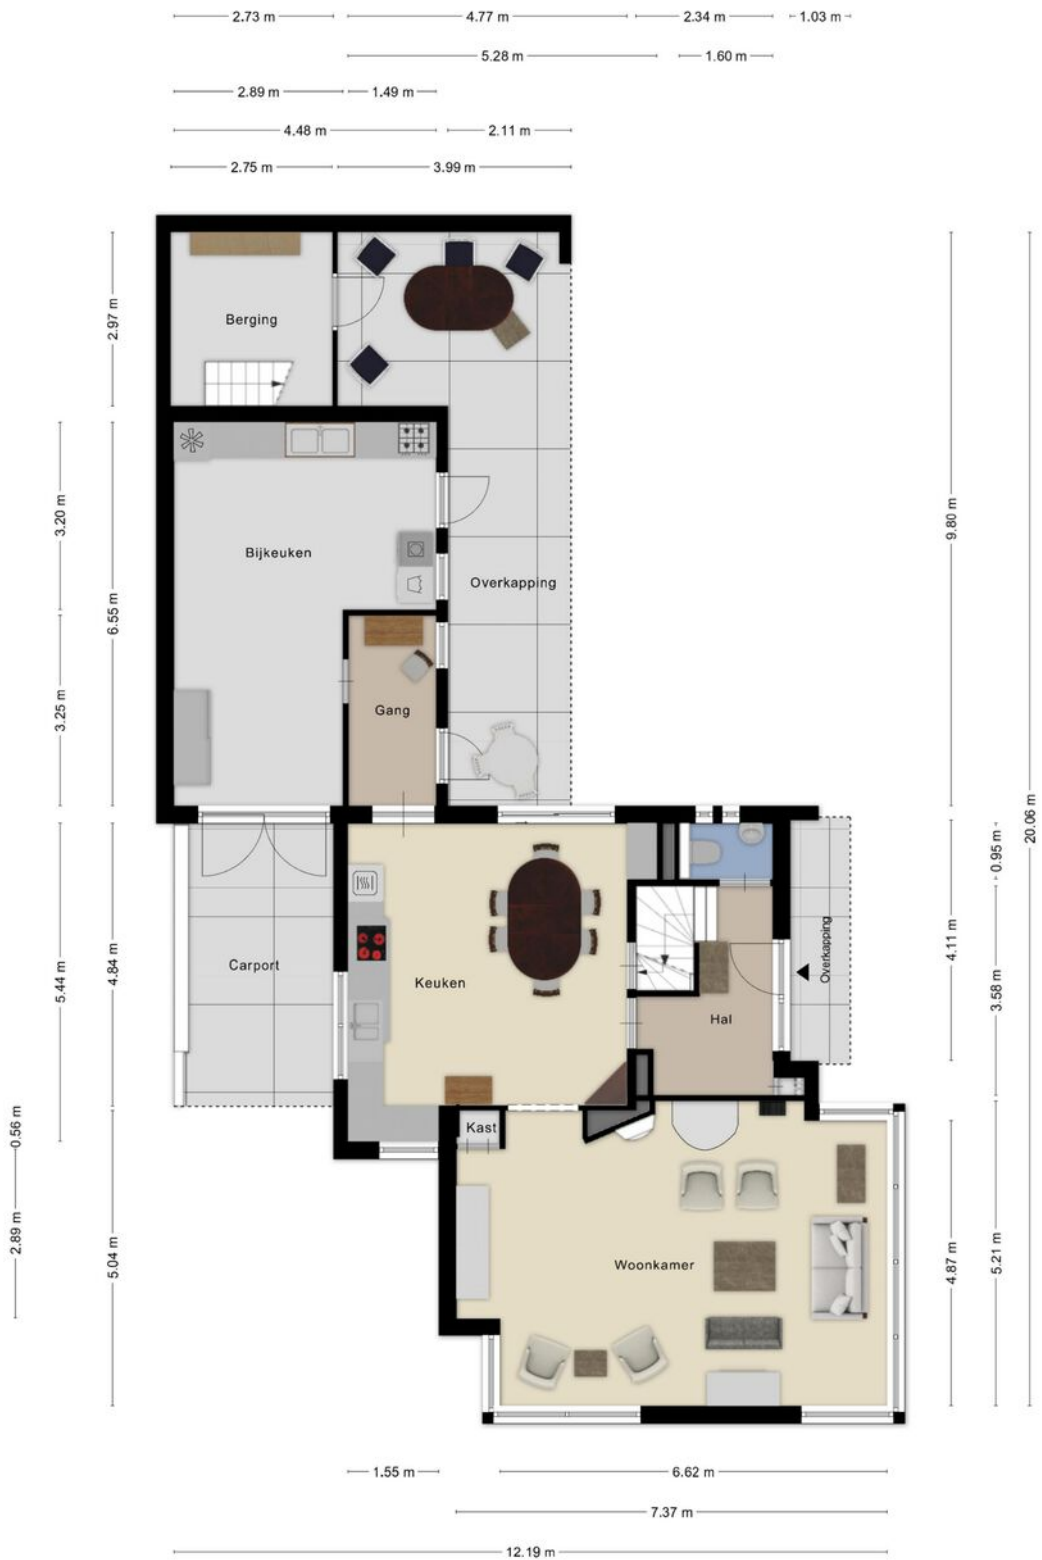 2.73 m
4.77 m
2.34 m
1.03 m
5.28 m
1.60 m
2.89 m
1.49 m
4.48 m
2.11 m
2.75 m
3.99 m
2.97 m
Berging
3.20 m
9.80 m
Bijkeuken
Overkapping
6.55 m
3.25 m
Gang
20.06 m
0.95 m
4.11 m
Overkapping
Carport
Keuken
4.84 m
5.44 m
3.58 m
Hal
0.56 m
Kast
2.89 m
5.04 m
Woonkamer
4.87 m
5.21 m
1.55 m
6.62 m
7.37 m
12.19 m